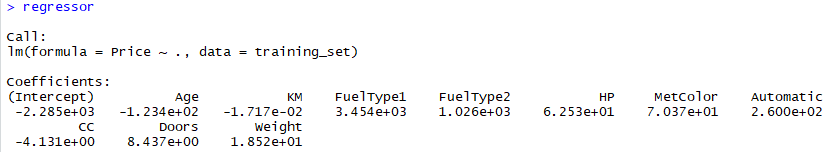 > regressor
Call:
lm(formula = Price ~ ., data = training_set)
Coefficients:
(Intercept) Age KM FuelType1 FuelType2 HP MetColor Automatic
-2.285e+03 -1.234e+02 -1.717e-02 3.454e+03 1.026e+03 6.253e+01 7.037e+01 2.600e+02
CC Doors Weight
-4.131e+00 8.437e+00 1.852e+01